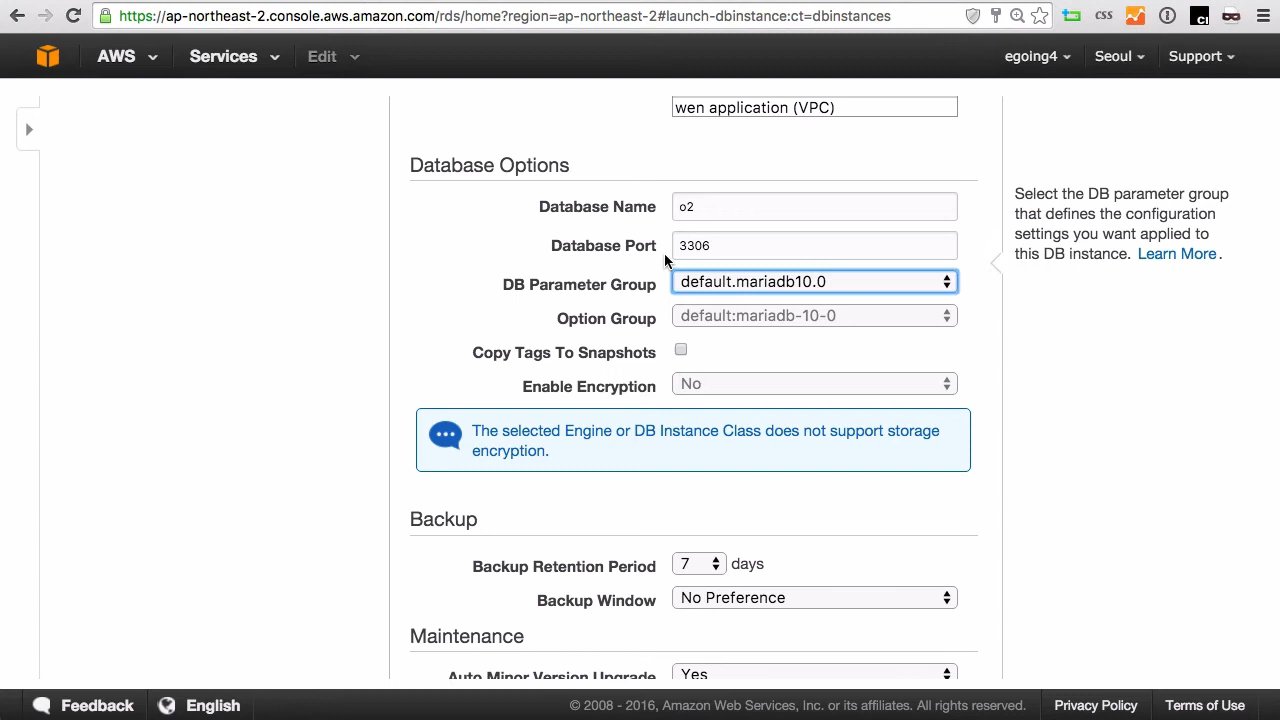 https://ap-northeast-2.console.aws.amazon.com/rds/home?region=ap-northeast-2#launch-dbinstance:ct=dbinstances
css
AWS Services Edit egoing4 Seoul Support
wen application (VPC)
Database Options
Database Name o2
Database Port 3306
DB Parameter Group default.mariadb10.0
Option Group default:mariadb-10-0
Copy Tags To Snapshots
Enable Encryption No
The selected Engine or DB Instance Class does not support storage
encryption.
Backup
Backup Retention Period 7 days
Backup Window No Preference
Maintenance
Auto Minor Version Upgrade Yes
Select the DB parameter group
that defines the configuration
settings you want applied to
this DB instance. Learn More.
Feedback English © 2008 - 2016, Amazon Web Services, Inc. or its affiliates. All rights reserved. Privacy Policy Terms of Use